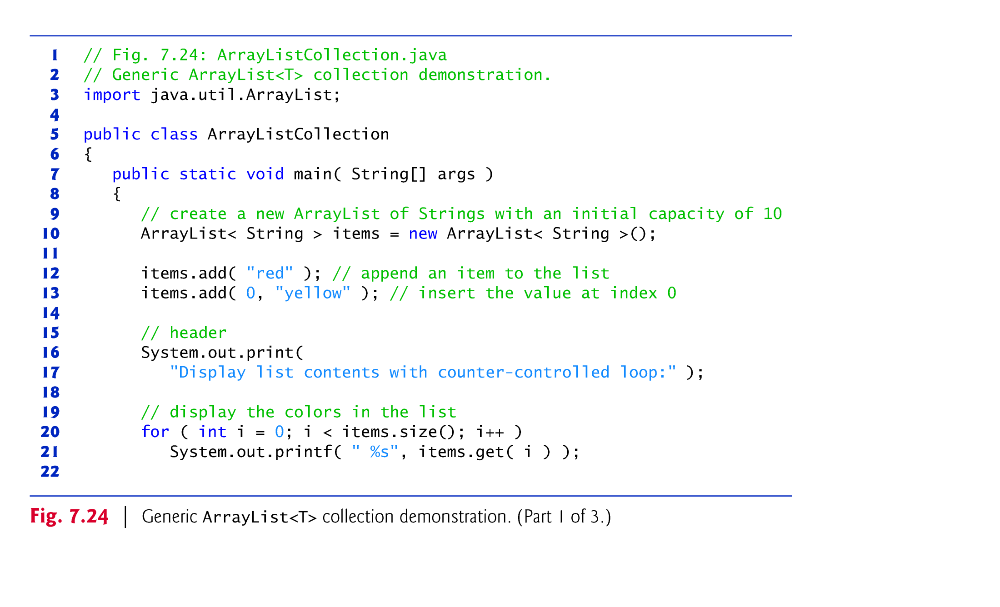 1 // Fig. 7.24: ArrayListCollection.java
2 // Generic ArrayList<T> collection demonstration.
3 import java.util.ArrayList;
4
5 public class ArrayListCollection
6 {
7    public static void main( String[] args )
8    {
9       // create a new ArrayList of Strings with an initial capacity of 10
10       ArrayList< String > items = new ArrayList< String >();
11
12       items.add( "red" ); // append an item to the list
13       items.add( 0, "yellow" ); // insert the value at index 0
14
15       // header
16       System.out.print(
17          "Display list contents with counter-controlled loop:" );
18
19       // display the colors in the list
20       for ( int i = 0; i < items.size(); i++ )
21          System.out.printf( " %s", items.get( i ) );
22
Fig. 7.24 | Generic ArrayList<T> collection demonstration. (Part 1 of 3.)